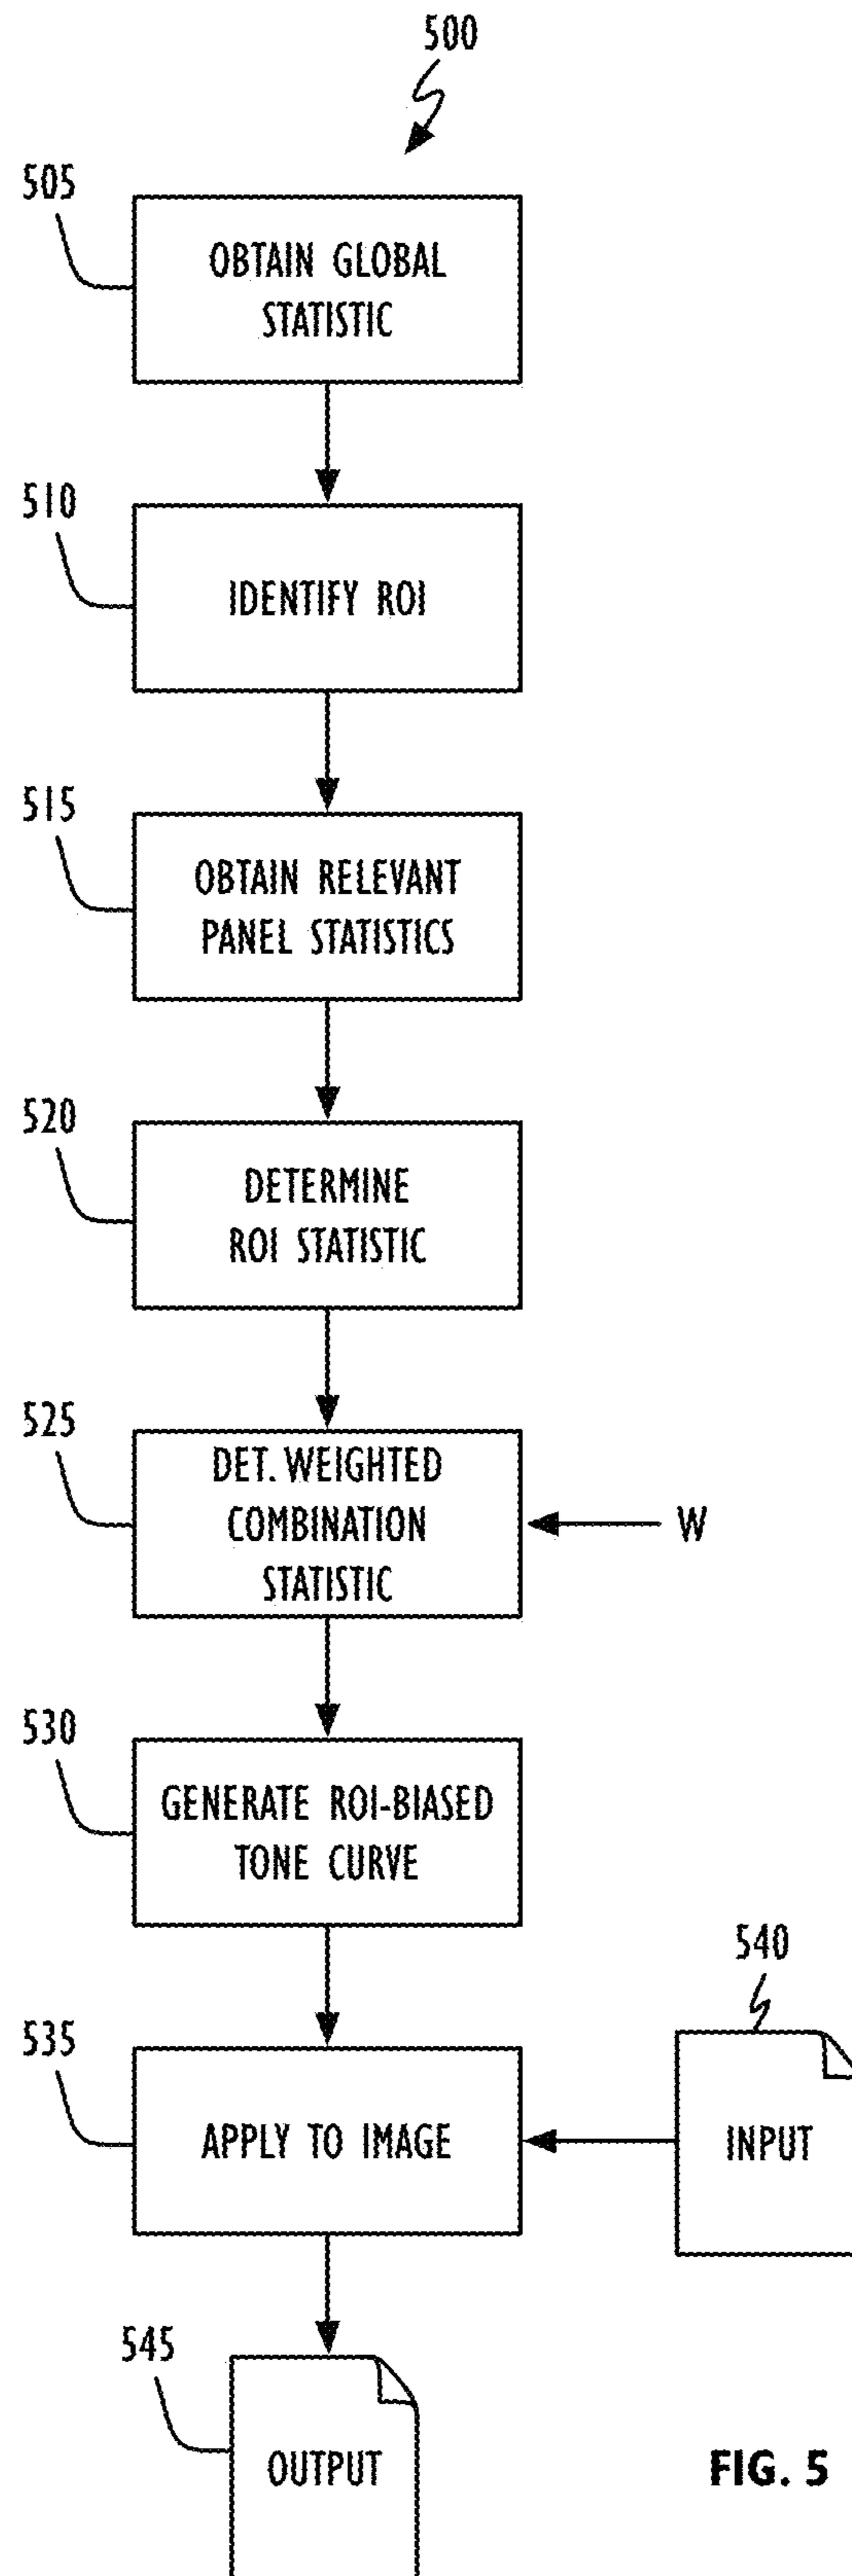 500
505
OBTAIN GLOBAL
STATISTIC
510
IDENTIFY ROI
515
OBTAIN RELEVANT
PANEL STATISTICS
520
DETERMINE
ROI STATISTIC
525
DET. WEIGHTED
COMBINATION
STATISTIC
W
530
GENERATE ROI-BIASED
TONE CURVE
540
535
APPLY TO IMAGE
INPUT
545
OUTPUT
FIG. 5